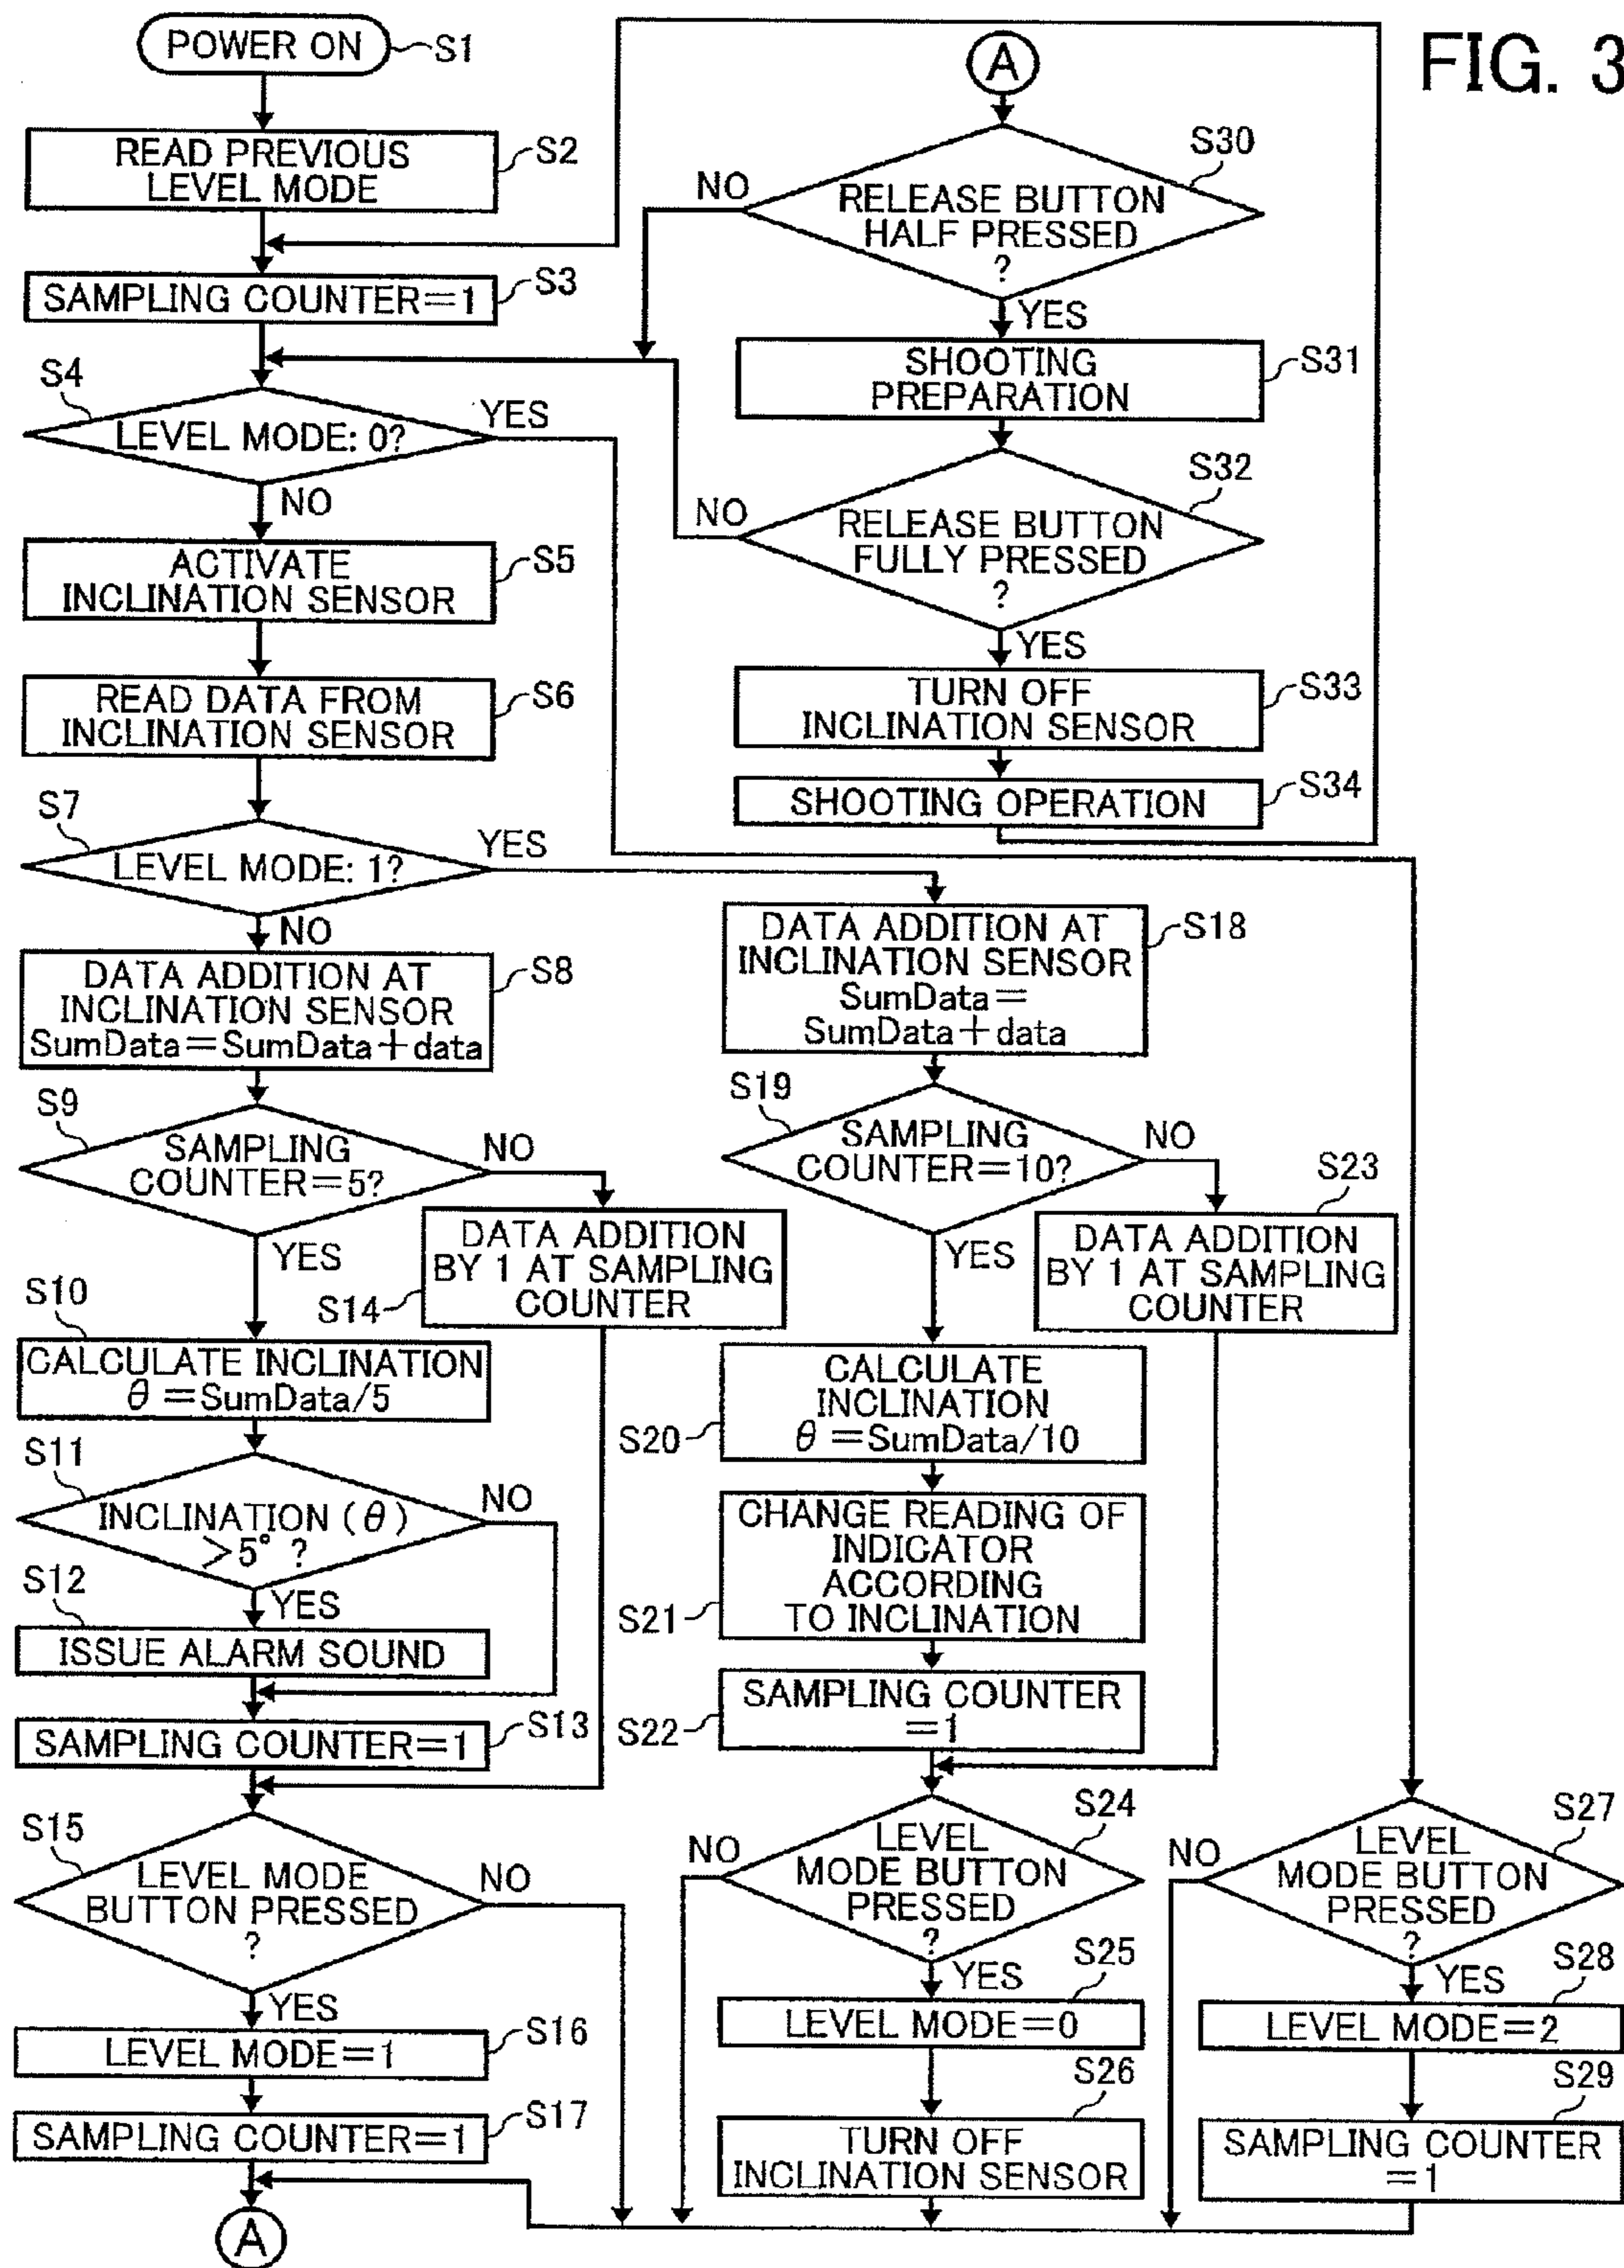 FIG. 3
POWER ON
S1
READ PREVIOUS
LEVEL MODE
S2
SAMPLING COUNTER=1
S3
S4
LEVEL MODE: 0?
YES
NO
ACTIVATE
INCLINATION SENSOR
S5
READ DATA FROM
INCLINATION SENSOR
S6
S7
LEVEL MODE: 1?
YES
NO
DATA ADDITION AT
INCLINATION SENSOR
SumData=SumData+data
S8
S9
SAMPLING
COUNTER=5?
NO
YES
S10
CALCULATE INCLINATION
θ=SumData/5
S14
DATA ADDITION
BY 1 AT SAMPLING
COUNTER
S11
INCLINATION (θ)
>5° ?
NO
S12
YES
ISSUE ALARM SOUND
SAMPLING COUNTER=1
S13
S15
LEVEL MODE
BUTTON PRESSED
?
NO
YES
LEVEL MODE=1
S16
SAMPLING COUNTER=1
S17
A
A
S30
NO
RELEASE BUTTON
HALF PRESSED
?
YES
SHOOTING
PREPARATION
S31
S32
NO
RELEASE BUTTON
FULLY PRESSED
?
YES
TURN OFF
INCLINATION SENSOR
S33
SHOOTING OPERATION
S34
DATA ADDITION AT
INCLINATION SENSOR
SumData=
SumData+data
S18
S19
SAMPLING
COUNTER=10?
NO
YES
S23
DATA ADDITION
BY 1 AT SAMPLING
COUNTER
CALCULATE
INCLINATION
θ=SumData/10
S20
CHANGE READING OF
INDICATOR
ACCORDING
TO INCLINATION
S21
SAMPLING COUNTER
=1
S22
S24
NO
LEVEL
MODE BUTTON
PRESSED
?
YES
S25
LEVEL MODE=0
S26
TURN OFF
INCLINATION SENSOR
S27
NO
LEVEL
MODE BUTTON
PRESSED
?
YES
S28
LEVEL MODE=2
S29
SAMPLING COUNTER
=1